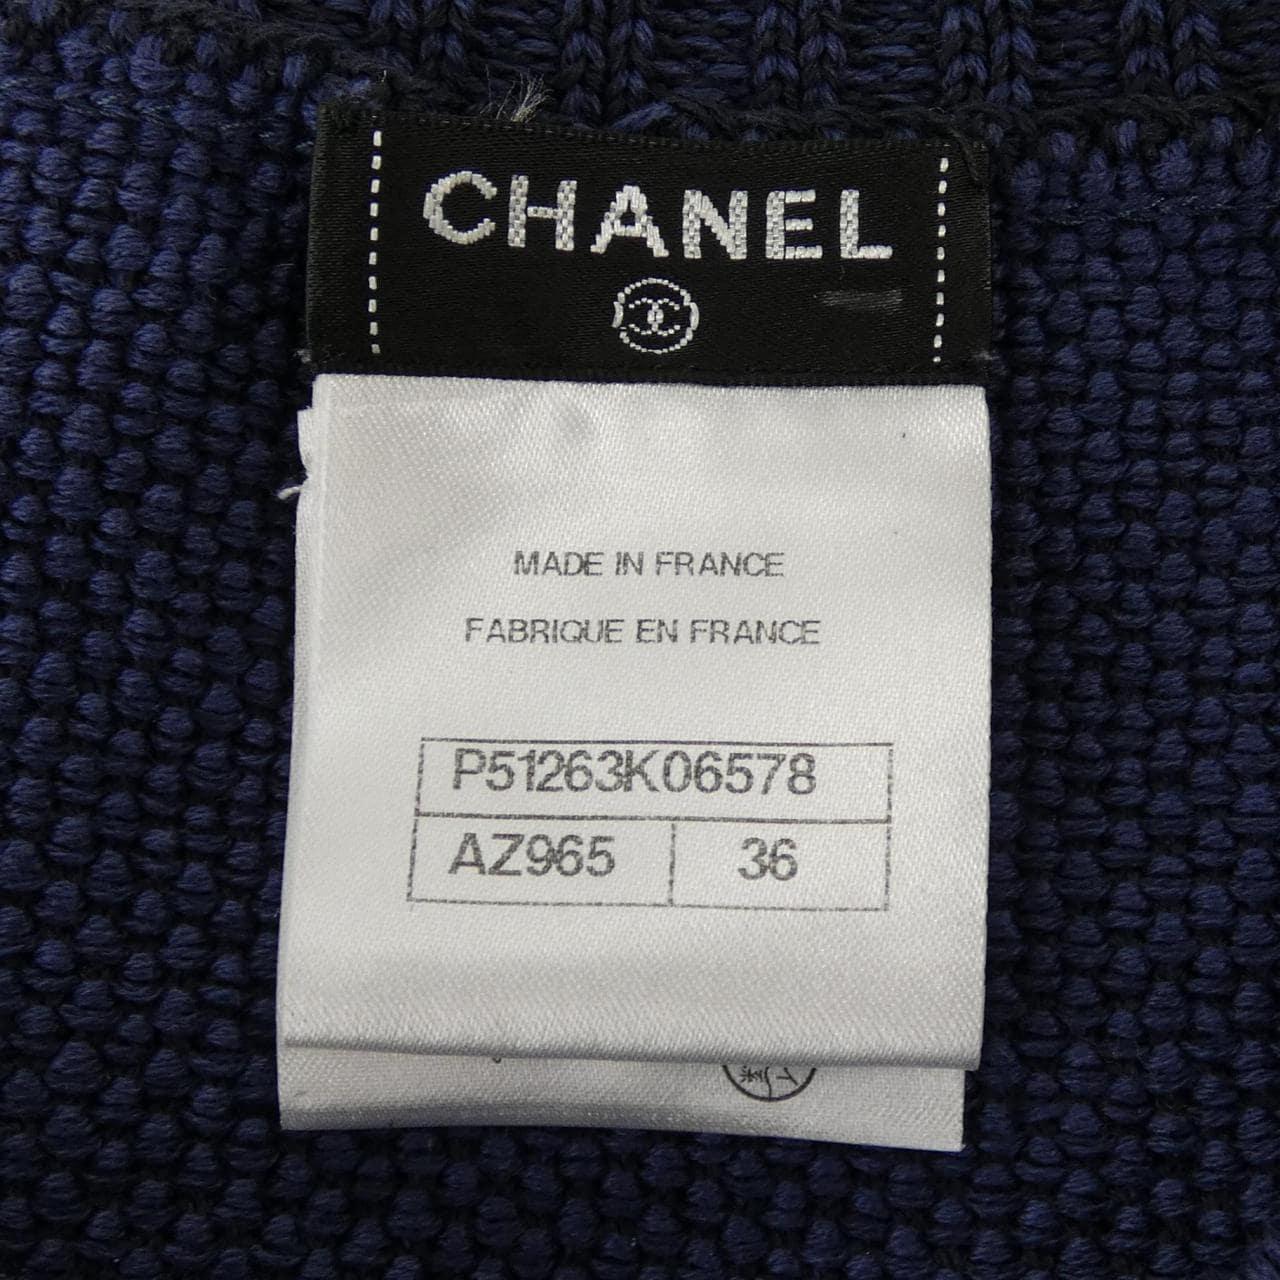 CHANEL
MADE IN FRANCE
FABRIQUE EN FRANCE
P51263K06578
AZ965 36